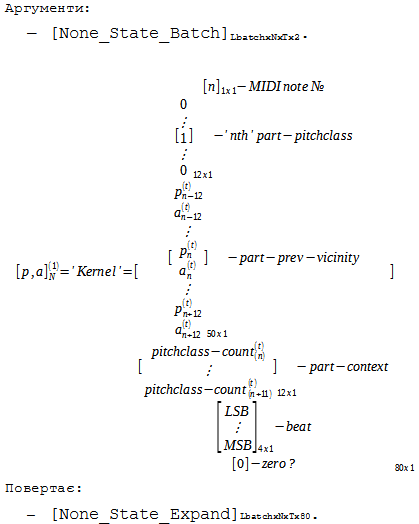 Аргументи:
– [None_State_Batch]LbatchxNxTx2.
[n]1x1−MIDI note №
0
⋮
[1] −'nth' part−pitchclass
⋮
0 12x1
p(t)n−12
a(t)n−12
⋮
[p,a](1)N='Kernel'=[ [ p(t)n a(t)n ] −part−prev−vicinity ]
⋮
p(t)n+12
a(t)n+12 50x1
pitchclass−count(t)(n)
[ ⋮ ] −part−context
pitchclass−count(t)(n+11) 12x1
[LSB
⋮ −beat
MSB]4x1
[0]−zero? 80x1
Повертає:
– [None_State_Expand]LbatchxNxTx80.